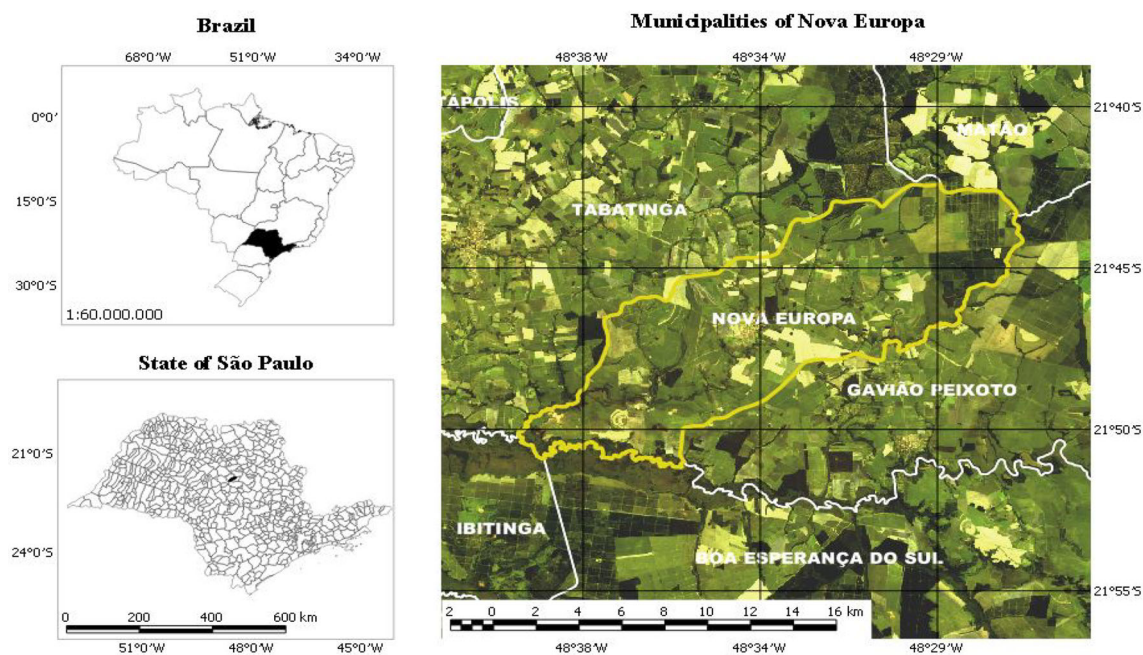 Brazil
68°0'W 51°0'W 34°0'W
0°0'
15°0'S
30°0'S
1:60.000.000
State of São Paulo
21°0'S
24°0'S
0 200 400 600 km
51°0'W 48°0'W 45°0'W
Municipalities of Nova Europa
48°38'W 48°34'W 48°29'W
TAPOLIS
21°40'S
MATÃO
TABATINGA
21°45'S
NOVA EUROPA
GAVIÃO PEIXOTO
21°50'S
IBITINGA
BOA ESPERANÇA DO SUL
21°55'S
2 0 2 4 6 8 10 12 14 16 km
48°38'W 48°34'W 48°29'W